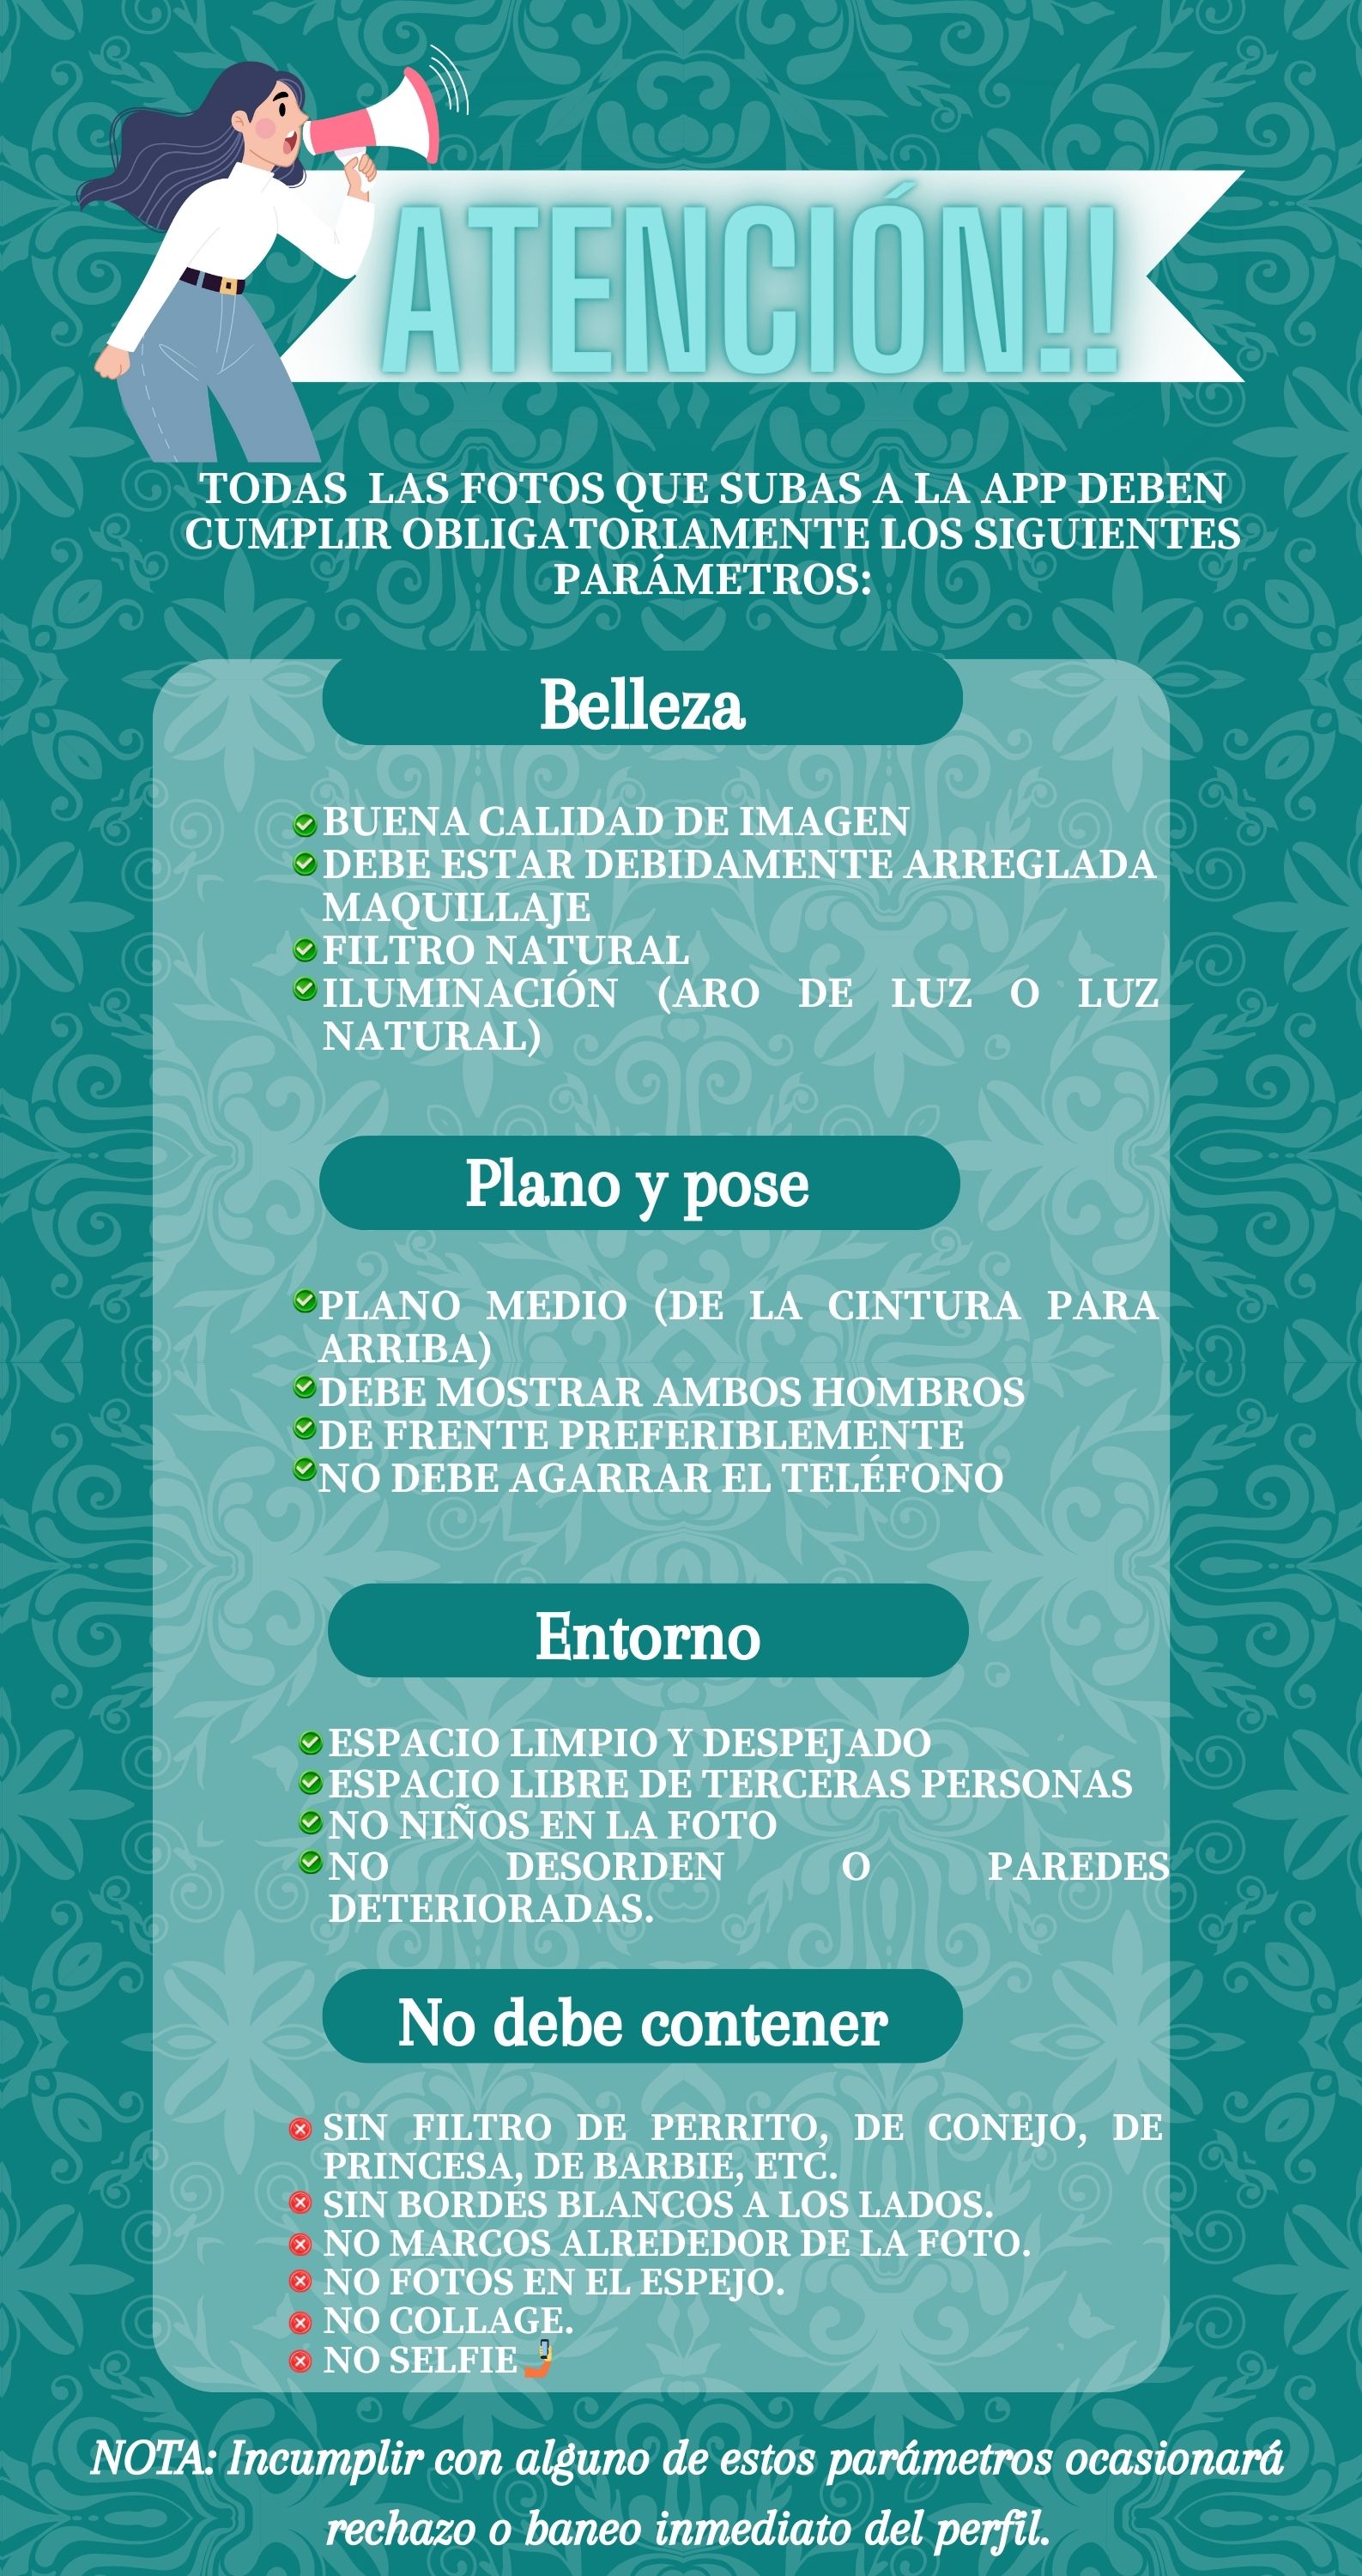 ATENCIÓN!!
TODAS LAS FOTOS QUE SUBAS A LA APP DEBEN
CUMPLIR OBLIGATORIAMENTE LOS SIGUIENTES
PARÁMETROS:
Belleza
BUENA CALIDAD DE IMAGEN
DEBE ESTAR DEBIDAMENTE ARREGLADA
MAQUILLAJE
FILTRO NATURAL
ILUMINACIÓN (ARO DE LUZ O LUZ
NATURAL)
Plano y pose
PLANO MEDIO (DE LA CINTURA PARA
ARRIBA)
DEBE MOSTRAR AMBOS HOMBROS
DE FRENTE PREFERIBLEMENTE
NO DEBE AGARRAR EL TELÉFONO
Entorno
ESPACIO LIMPIO Y DESPEJADO
ESPACIO LIBRE DE TERCERAS PERSONAS
NO NIÑOS EN LA FOTO
NO DESORDEN O PAREDES
DETERIORADAS.
No debe contener
SIN FILTRO DE PERRITO, DE CONEJO, DE
PRINCESA, DE BARBIE, ETC.
SIN BORDES BLANCOS A LOS LADOS.
NO MARCOS ALREDEDOR DE LA FOTO.
NO FOTOS EN EL ESPEJO.
NO COLLAGE.
NO SELFIE🤳
NOTA: Incumplir con alguno de estos parámetros ocasionará
rechazo o baneo inmediato del perfil.